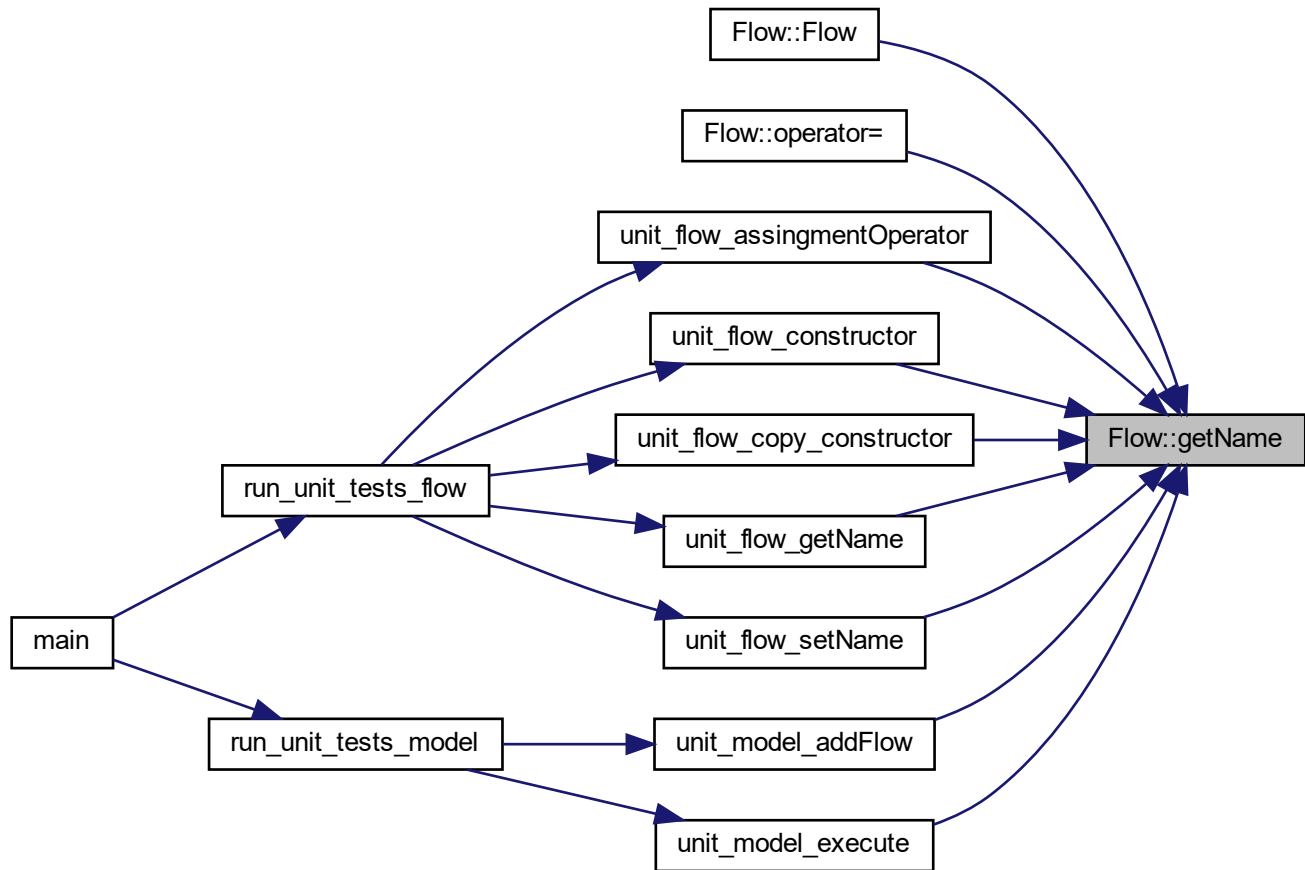 Flow::Flow
Flow::operator=
unit_flow_assingmentOperator
unit_flow_constructor
unit_flow_copy_constructor
Flow::getName
run_unit_tests_flow
unit_flow_getName
main
unit_flow_setName
run_unit_tests_model
unit_model_addFlow
unit_model_execute